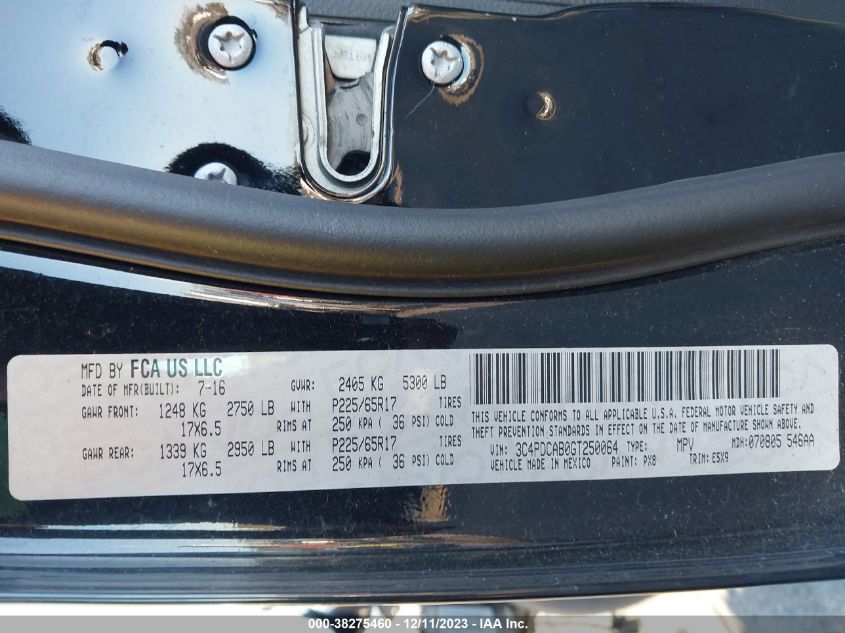 MFD BY FCA US LLC
DATE OF MFR(BUILT): 7-16 GVWR: 2405 KG 5300 LB
GAWR FRONT: 1248 KG 2750 LB WITH P225/65R17 TIRES
17X6.5 RIMS AT 250 KPA ( 36 PSI) COLD
GAWR REAR: 1339 KG 2950 LB WITH P225/65R17 TIRES
17X6.5 RIMS AT 250 KPA ( 36 PSI) COLD
THIS VEHICLE CONFORMS TO ALL APPLICABLE U.S.A. FEDERAL MOTOR VEHICLE SAFETY AND
THEFT PREVENTION STANDARDS IN EFFECT ON THE DATE OF MANUFACTURE SHOWN ABOVE.
VIN: 3C4PDCAB0GT250064 TYPE: MPV MDH:070805 546AA
VEHICLE MADE IN MEXICO PAINT: PX8 TRIM: E5X9
000-38275460 - 12/11/2023 - IAA Inc.